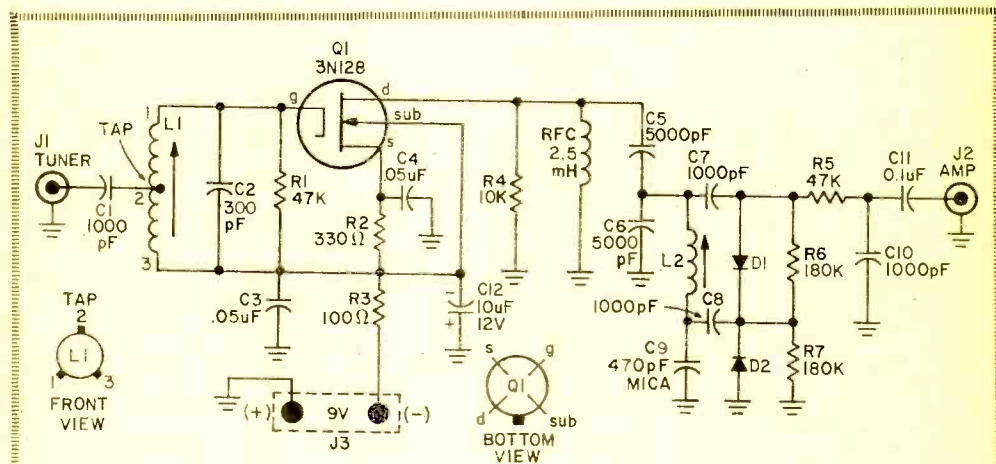 Q1
3N128
J1
TUNER
TAP
1
L1
2
3
C1
1000
pF
C2
300
pF
g
d
sub
s
R1
47K
C4
.05uF
R2
330Ω
C3
.05uF
R3
100Ω
C12
10uF
12V
-
+
R4
10K
RFC
2.5
mH
C5
5000pF
C6
5000
pF
C7
1000pF
L2
C8
1000pF
C9
470pF
MICA
D1
D2
R5
47K
R6
180K
R7
180K
C10
1000pF
C11
0.1uF
J2
AMP
TAP
2
L1
1
3
FRONT
VIEW
(+)
9V
(-)
J3
s
g
Q1
d
sub
BOTTOM
VIEW